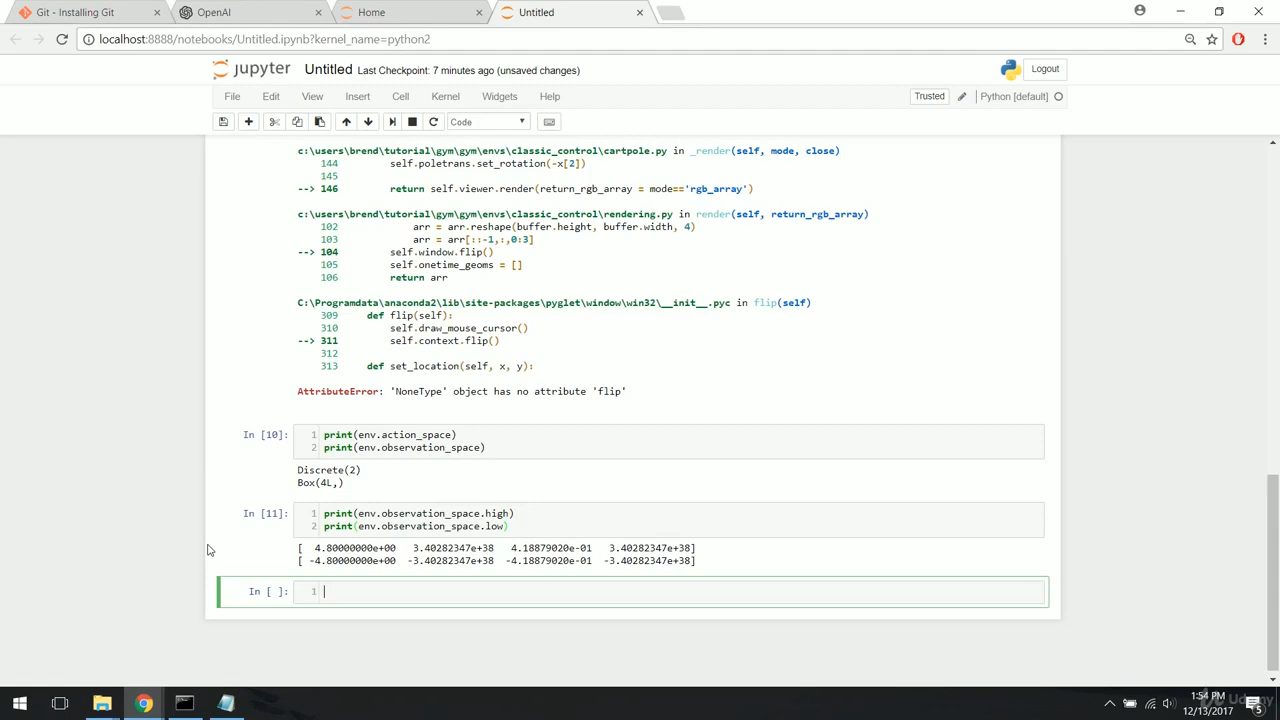 Git - Installing Git
OpenAI
Home
Untitled
localhost:8888/notebooks/Untitled.ipynb?kernel_name=python2
jupyter Untitled Last Checkpoint: 7 minutes ago (unsaved changes)
Logout
File Edit View Insert Cell Kernel Widgets Help
Trusted
Python [default]
Code
c:\users\brend\tutorial\gym\gym\envs\classic_control\cartpole.py in _render(self, mode, close)
144 self.poletrans.set_rotation(-x[2])
145
--> 146 return self.viewer.render(return_rgb_array = mode=='rgb_array')
c:\users\brend\tutorial\gym\gym\envs\classic_control\rendering.py in render(self, return_rgb_array)
102 arr = arr.reshape(buffer.height, buffer.width, 4)
103 arr = arr[::-1,:,0:3]
--> 104 self.window.flip()
105 self.onetime_geoms = []
106 return arr
C:\Programdata\anaconda2\lib\site-packages\pyglet\window\win32\__init__.pyc in flip(self)
309 def flip(self):
310 self.draw_mouse_cursor()
--> 311 self.context.flip()
312
313 def set_location(self, x, y):
AttributeError: 'NoneType' object has no attribute 'flip'
In [10]: 1 print(env.action_space)
2 print(env.observation_space)
Discrete(2)
Box(4L,)
In [11]: 1 print(env.observation_space.high)
2 print(env.observation_space.low)
[ 4.80000000e+00 3.40282347e+38 4.18879020e-01 3.40282347e+38]
[ -4.80000000e+00 -3.40282347e+38 -4.18879020e-01 -3.40282347e+38]
In [ ]: 1
1:54 PM
12/13/2017
Udemy
5